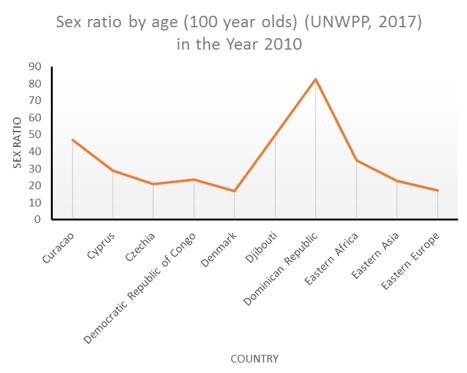 Sex ratio by age (100 year olds) (UNWPP, 2017)
in the Year 2010
SEX RATIO
90
80
70
60
50
40
30
20
10
0
Curacao
Cyprus
Czechia
Democratic Republic of Congo
Denmark
Djibouti
Dominican Republic
Eastern Africa
Eastern Asia
Eastern Europe
COUNTRY